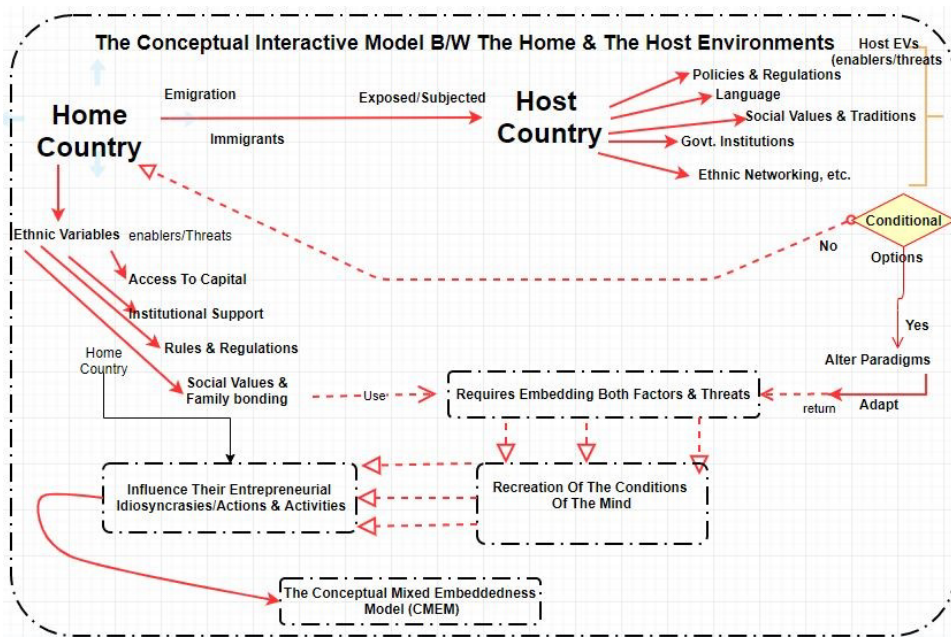 The Conceptual Interactive Model B/W The Home & The Host Environments
Host EVs
(enablers/threats
Home
Country
Emigration
Immigrants
Exposed/Subjected
Host
Country
Policies & Regulations
Language
Social Values & Traditions
Govt. Institutions
Ethnic Networking, etc.
Conditional
No
Options
Yes
Alter Paradigms
Adapt
return
Ethnic Variables
enablers/Threats
Access To Capital
Institutional Support
Rules & Regulations
Social Values &
Family bonding
Home
Country
Use
Requires Embedding Both Factors & Threats
Influence Their Entrepreneurial
Idiosyncrasies/Actions & Activities
Recreation Of The Conditions
Of The Mind
The Conceptual Mixed Embeddedness
Model (CMEM)